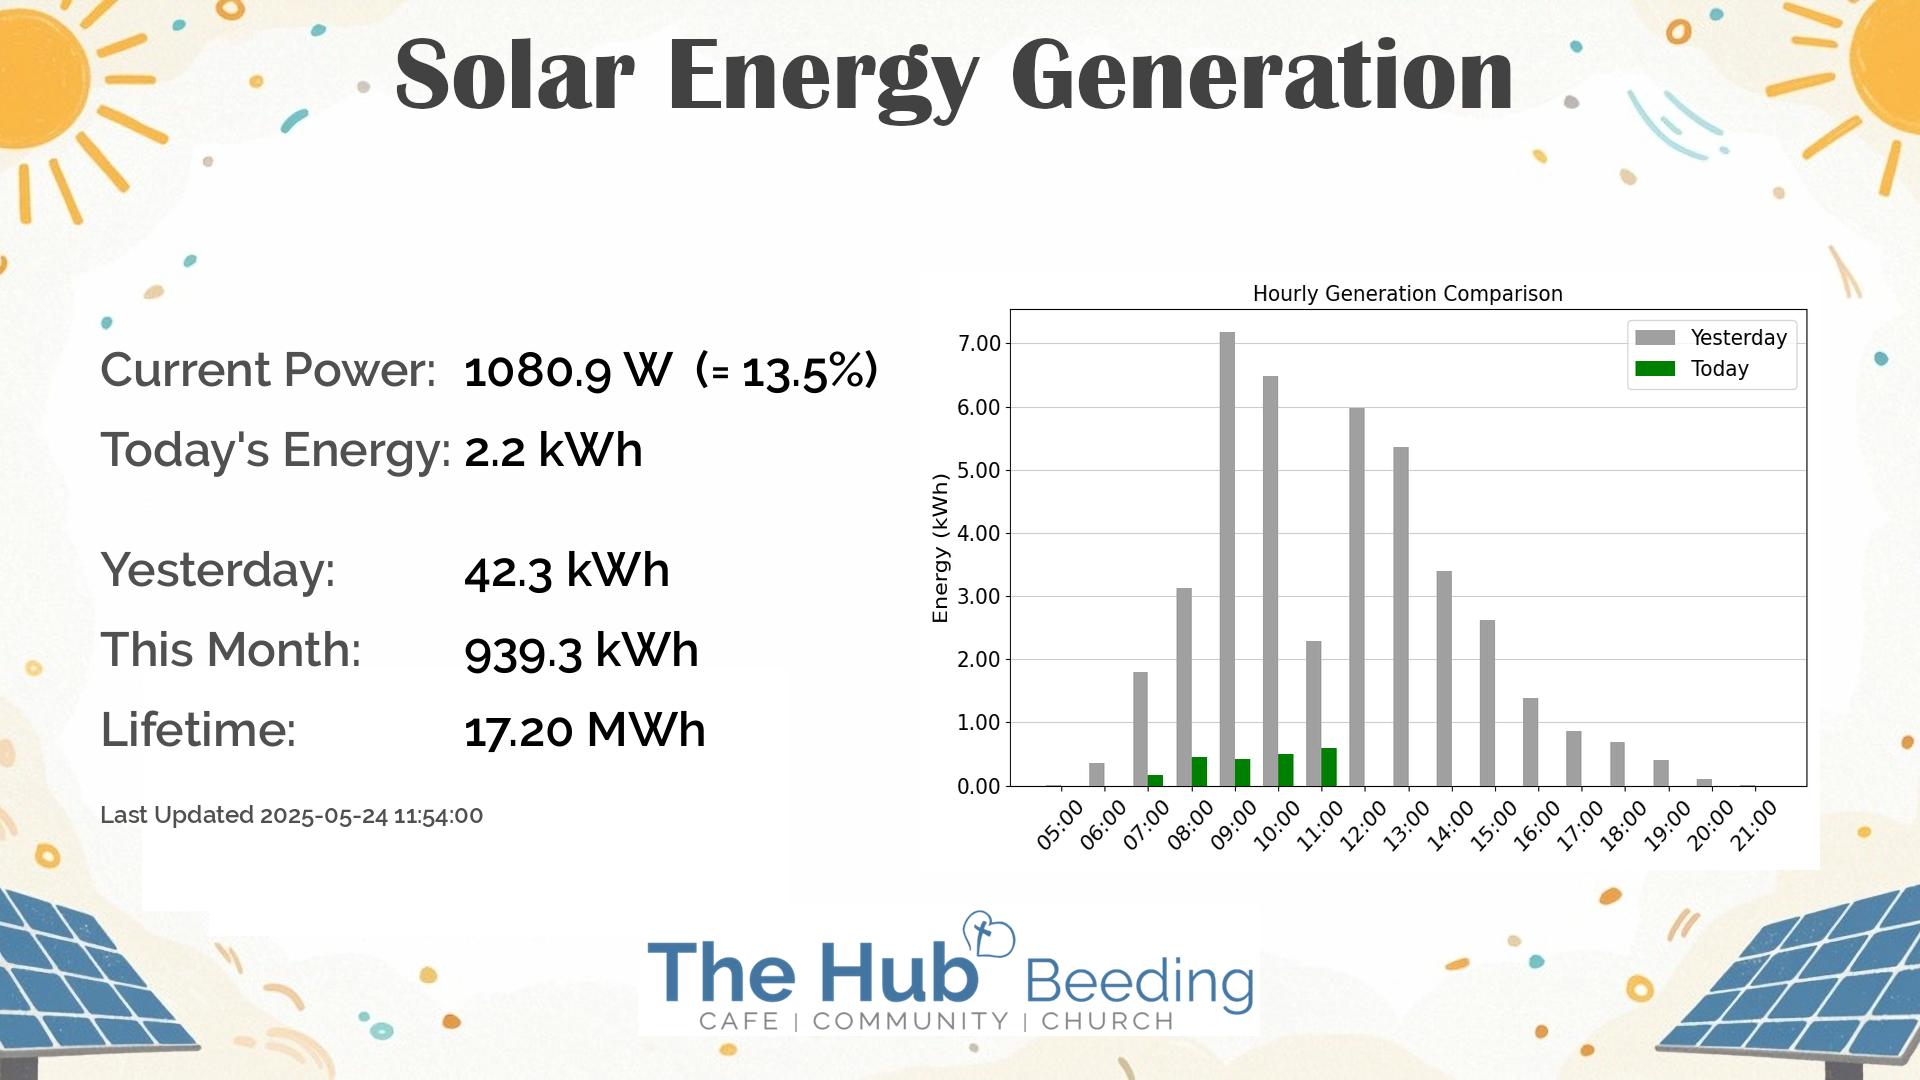 Solar Energy Generation
Current Power: 1080.9 W (= 13.5%)
Today's Energy: 2.2 kWh
Yesterday: 42.3 kWh
This Month: 939.3 kWh
Lifetime: 17.20 MWh
Last Updated 2025-05-24 11:54:00
Hourly Generation Comparison
Yesterday
Today
Energy (kWh)
7.00
6.00
5.00
4.00
3.00
2.00
1.00
0.00
05:00 06:00 07:00 08:00 09:00 10:00 11:00 12:00 13:00 14:00 15:00 16:00 17:00 18:00 19:00 20:00 21:00
The Hub Beeding
CAFE | COMMUNITY | CHURCH